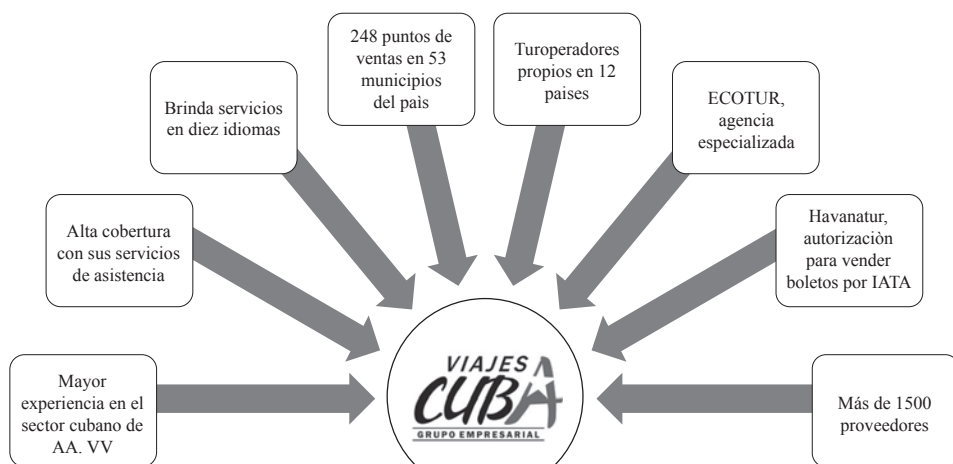 248 puntos de
ventas en 53
municipios
del paìs
Turoperadores
propios en 12
paises
Brinda servicios
en diez idiomas
ECOTUR,
agencia
especializada
Alta cobertura
con sus servicios
de asistencia
Havanatur,
autorizaciòn
para vender
boletos por IATA
Mayor
experiencia en el
sector cubano de
AA. VV
VIAJES
CUBA
GRUPO EMPRESARIAL
Más de 1500
proveedores